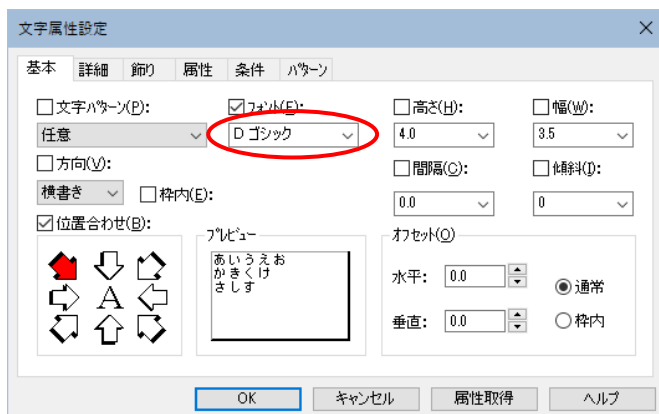 文字属性設定
基本 詳細 飾り 属性 条件 パターン
文字パターン(P): フォント(F): 高さ(H): 幅(W):
任意 D ゴシック 4.0 3.5
方向(V): 間隔(C): 傾斜(I):
横書き 枠内(E): 0.0 0
位置合わせ(B): プレビュー オフセット(O)
あいうえお
かきくけ
さしす
A
水平: 0.0 通常
垂直: 0.0 枠内
OK キャンセル 属性取得 ヘルプ